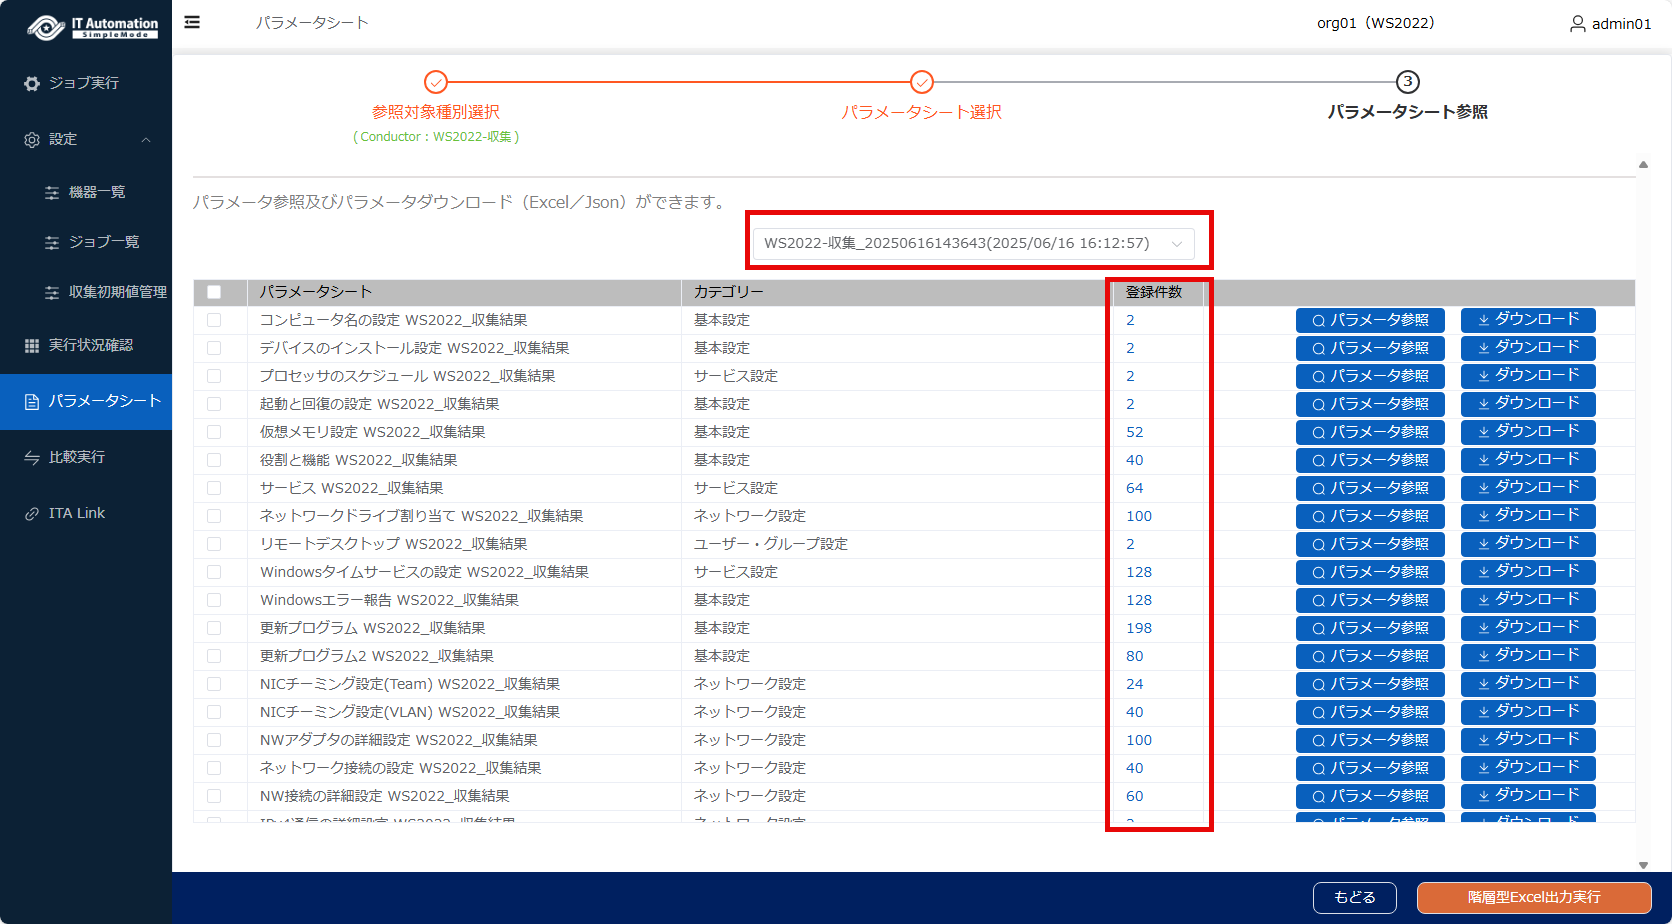 IT Automation
SimpleMode
パラメータシート
org01（WS2022）
admin01
ジョブ実行
設定
機器一覧
ジョブ一覧
収集初期値管理
実行状況確認
パラメータシート
比較実行
ITA Link
参照対象種別選択
( Conductor : WS2022-収集 )
パラメータシート選択
3
パラメータシート参照
パラメータ参照及びパラメータダウンロード（Excel／Json）ができます。
WS2022-収集_20250616143643(2025/06/16 16:12:57)
パラメータシート カテゴリー 登録件数
コンピュータ名の設定 WS2022_収集結果 基本設定 2 パラメータ参照 ダウンロード
デバイスのインストール設定 WS2022_収集結果 基本設定 2 パラメータ参照 ダウンロード
プロセッサのスケジュール WS2022_収集結果 サービス設定 2 パラメータ参照 ダウンロード
起動と回復の設定 WS2022_収集結果 基本設定 2 パラメータ参照 ダウンロード
仮想メモリ設定 WS2022_収集結果 基本設定 52 パラメータ参照 ダウンロード
役割と機能 WS2022_収集結果 基本設定 40 パラメータ参照 ダウンロード
サービス WS2022_収集結果 サービス設定 64 パラメータ参照 ダウンロード
ネットワークドライブ割り当て WS2022_収集結果 ネットワーク設定 100 パラメータ参照 ダウンロード
リモートデスクトップ WS2022_収集結果 ユーザー・グループ設定 2 パラメータ参照 ダウンロード
Windowsタイムサービスの設定 WS2022_収集結果 サービス設定 128 パラメータ参照 ダウンロード
Windowsエラー報告 WS2022_収集結果 基本設定 128 パラメータ参照 ダウンロード
更新プログラム WS2022_収集結果 基本設定 198 パラメータ参照 ダウンロード
更新プログラム2 WS2022_収集結果 基本設定 80 パラメータ参照 ダウンロード
NICチーミング設定(Team) WS2022_収集結果 ネットワーク設定 24 パラメータ参照 ダウンロード
NICチーミング設定(VLAN) WS2022_収集結果 ネットワーク設定 40 パラメータ参照 ダウンロード
NWアダプタの詳細設定 WS2022_収集結果 ネットワーク設定 100 パラメータ参照 ダウンロード
ネットワーク接続の設定 WS2022_収集結果 ネットワーク設定 40 パラメータ参照 ダウンロード
NW接続の詳細設定 WS2022_収集結果 ネットワーク設定 60 パラメータ参照 ダウンロード
もどる
階層型Excel出力実行